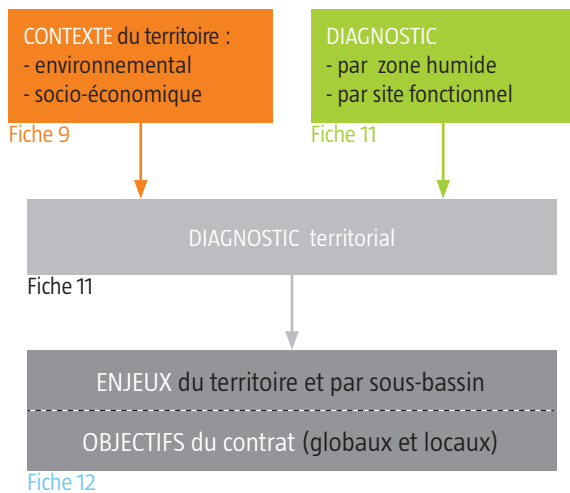 CONTEXTE du territoire :
- environnemental
- socio-économique
Fiche 9
DIAGNOSTIC
- par zone humide
- par site fonctionnel
Fiche 11
DIAGNOSTIC territorial
Fiche 11
ENJEUX du territoire et par sous-bassin
OBJECTIFS du contrat (globaux et locaux)
Fiche 12